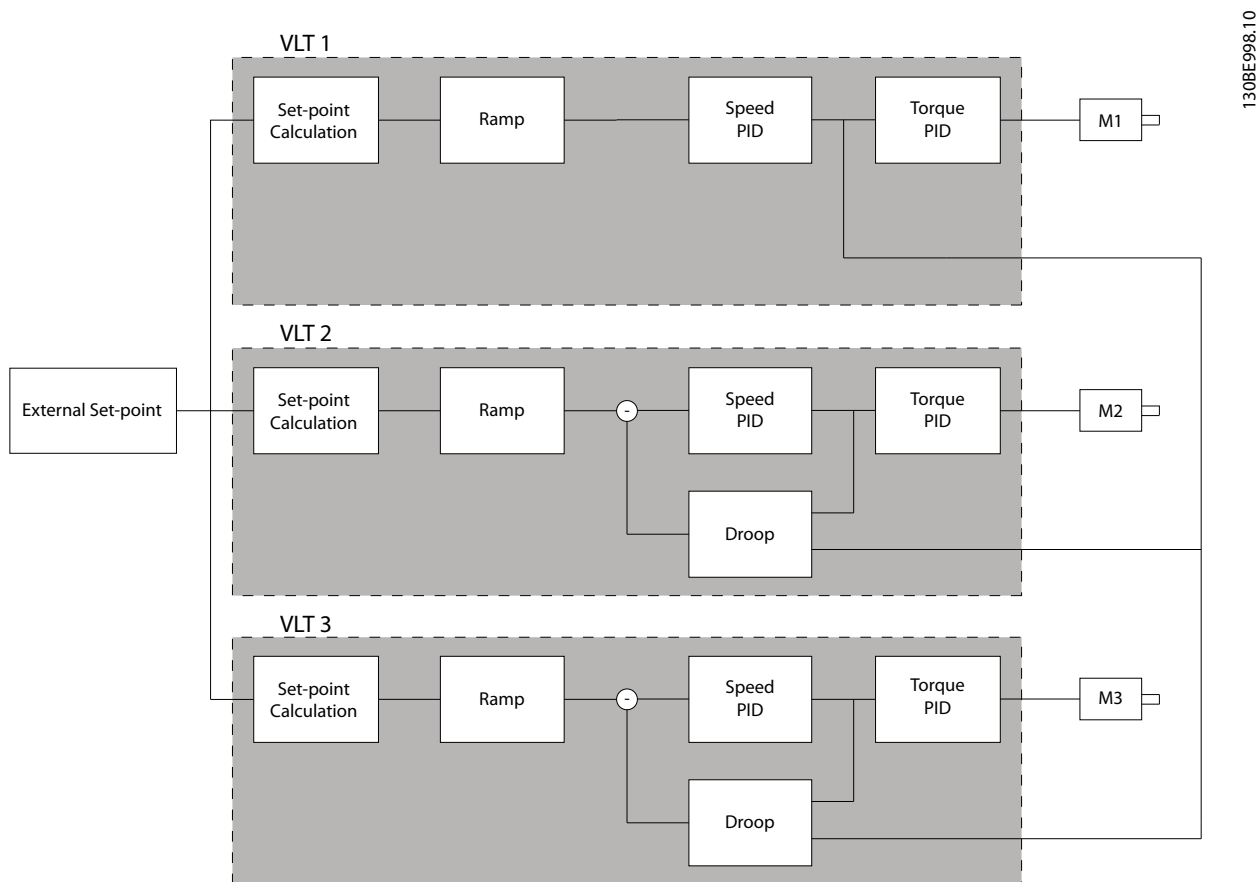 130BE998.10
VLT 1
Set-point
Calculation
Ramp
Speed
PID
Torque
PID
M1
VLT 2
External Set-point
Set-point
Calculation
Ramp
-
Speed
PID
Torque
PID
M2
Droop
VLT 3
Set-point
Calculation
Ramp
-
Speed
PID
Torque
PID
M3
Droop